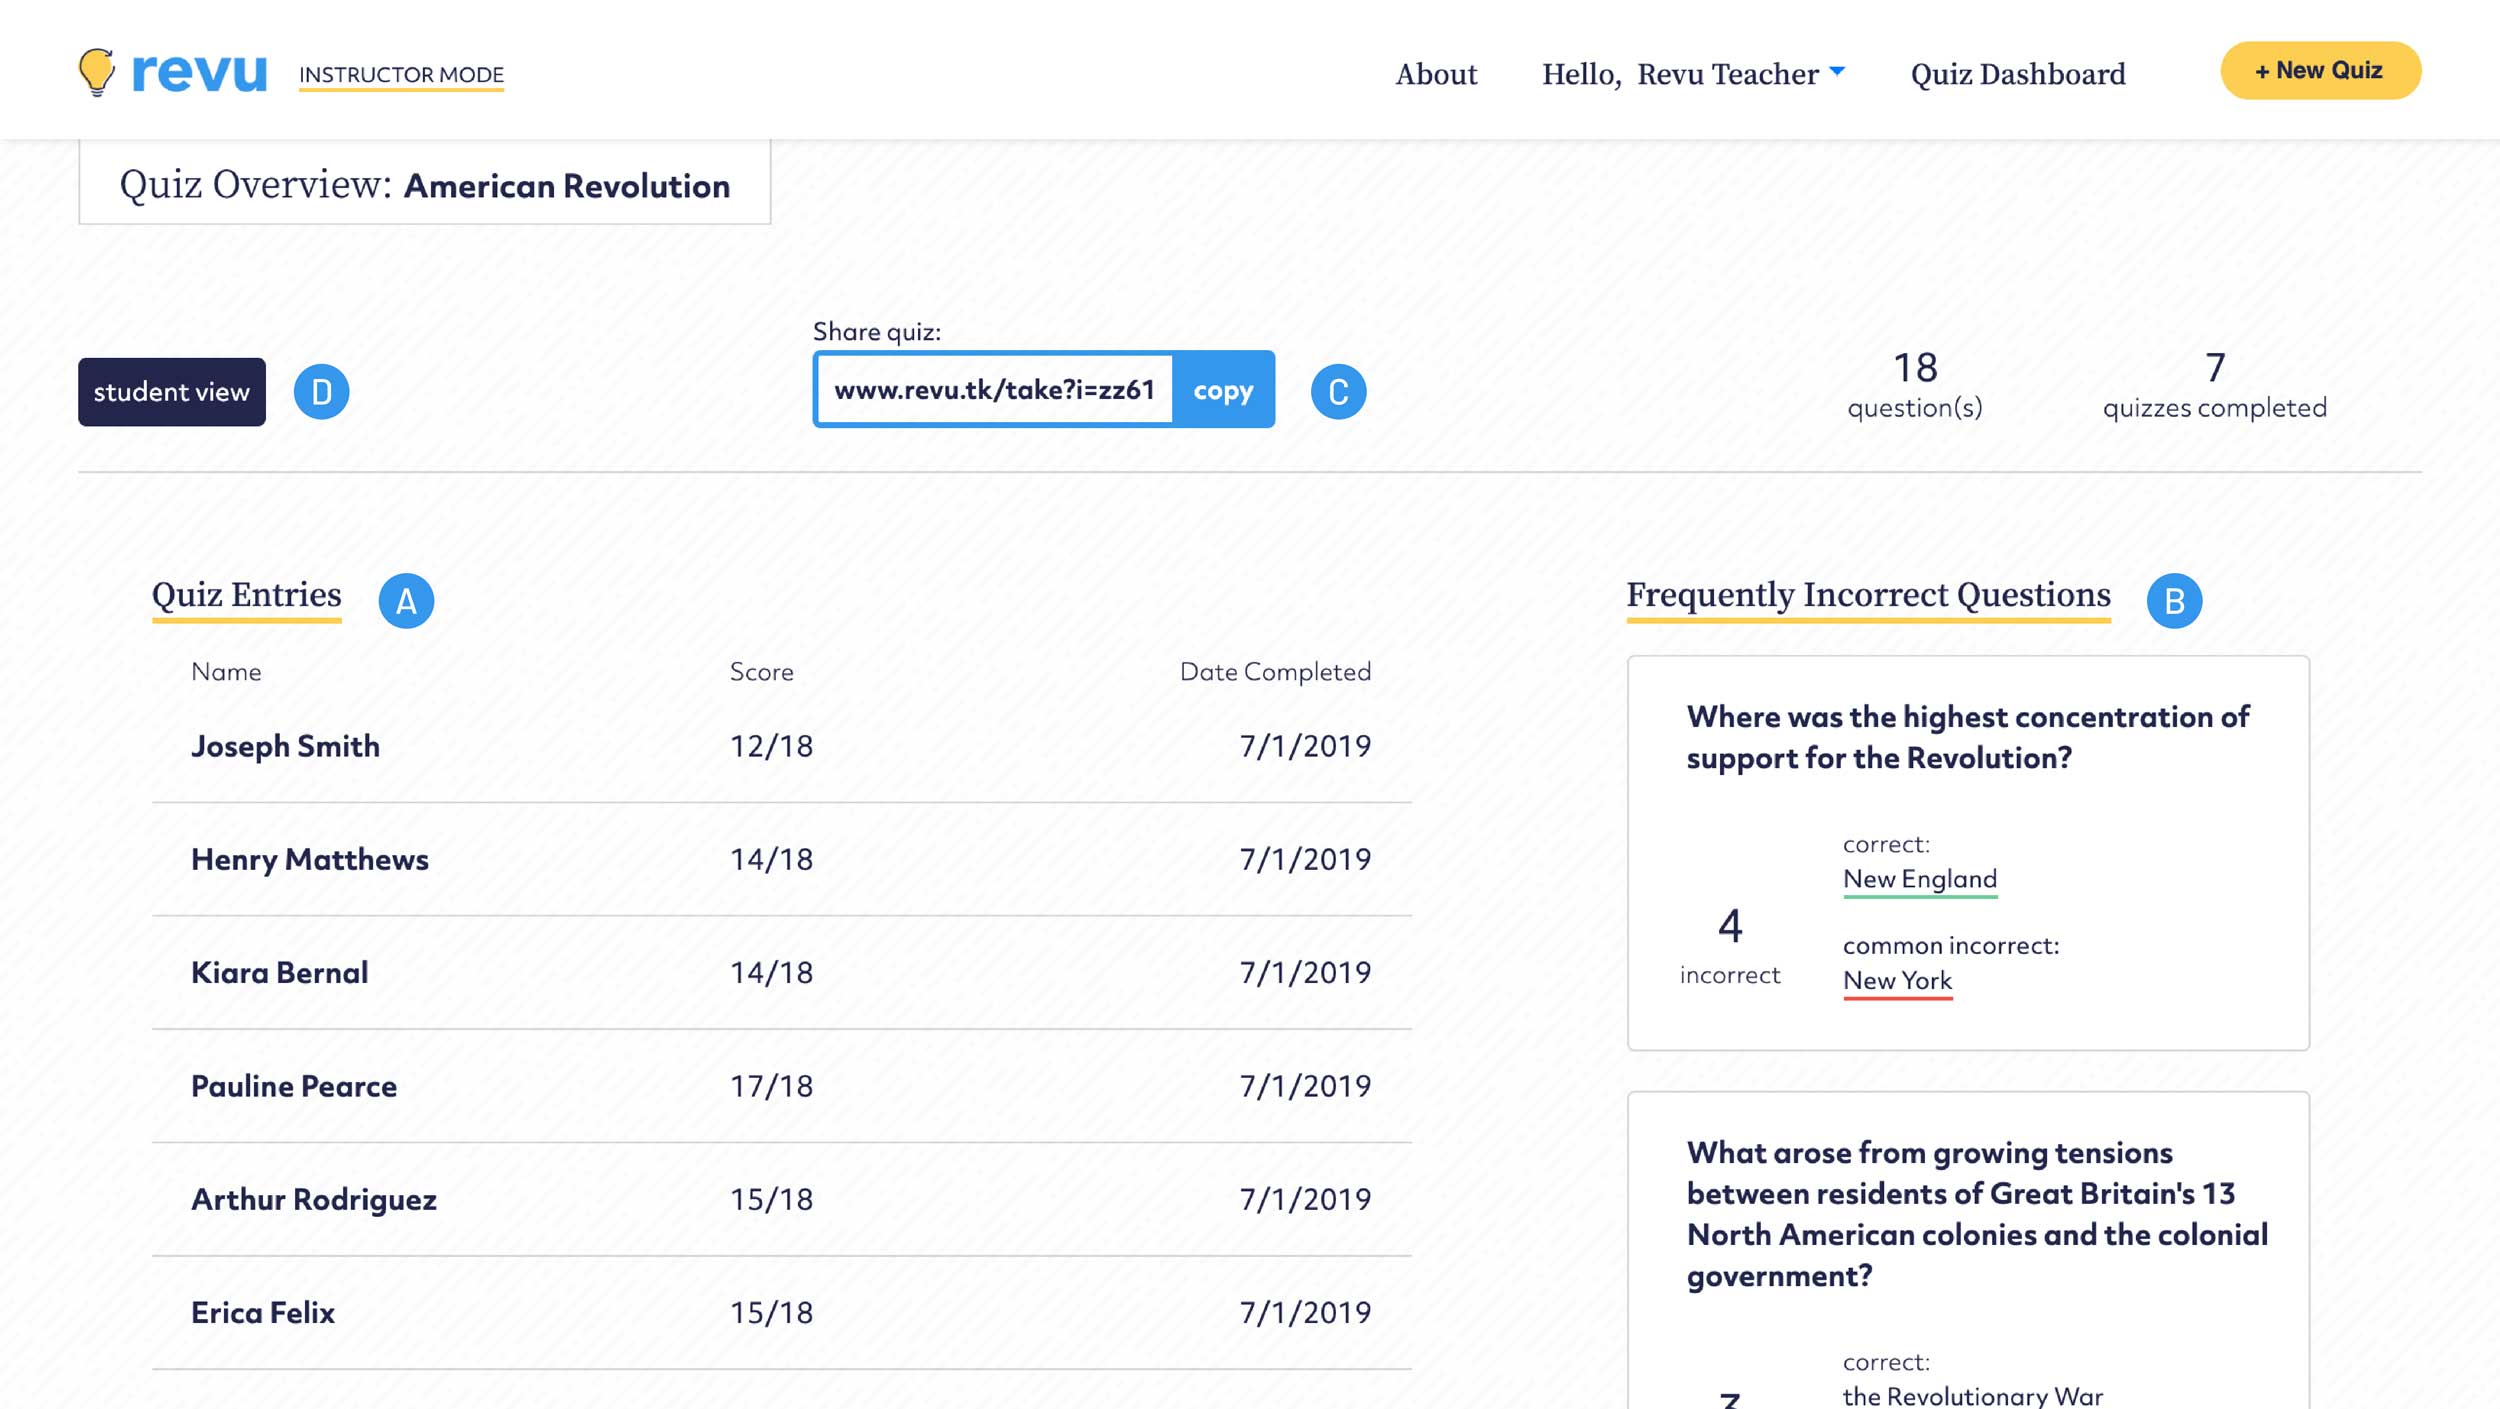 revu INSTRUCTOR MODE About Hello, Revu Teacher Quiz Dashboard + New Quiz
Quiz Overview: American Revolution
Share quiz:
student view D www.revu.tk/take?i=zz61 copy C
18 question(s)
7 quizzes completed
Quiz Entries A
Name Score Date Completed
Joseph Smith 12/18 7/1/2019
Henry Matthews 14/18 7/1/2019
Kiara Bernal 14/18 7/1/2019
Pauline Pearce 17/18 7/1/2019
Arthur Rodriguez 15/18 7/1/2019
Erica Felix 15/18 7/1/2019
Frequently Incorrect Questions B
Where was the highest concentration of
support for the Revolution?
4
incorrect
correct:
New England
common incorrect:
New York
What arose from growing tensions
between residents of Great Britain's 13
North American colonies and the colonial
government?
correct:
the Revolutionary War